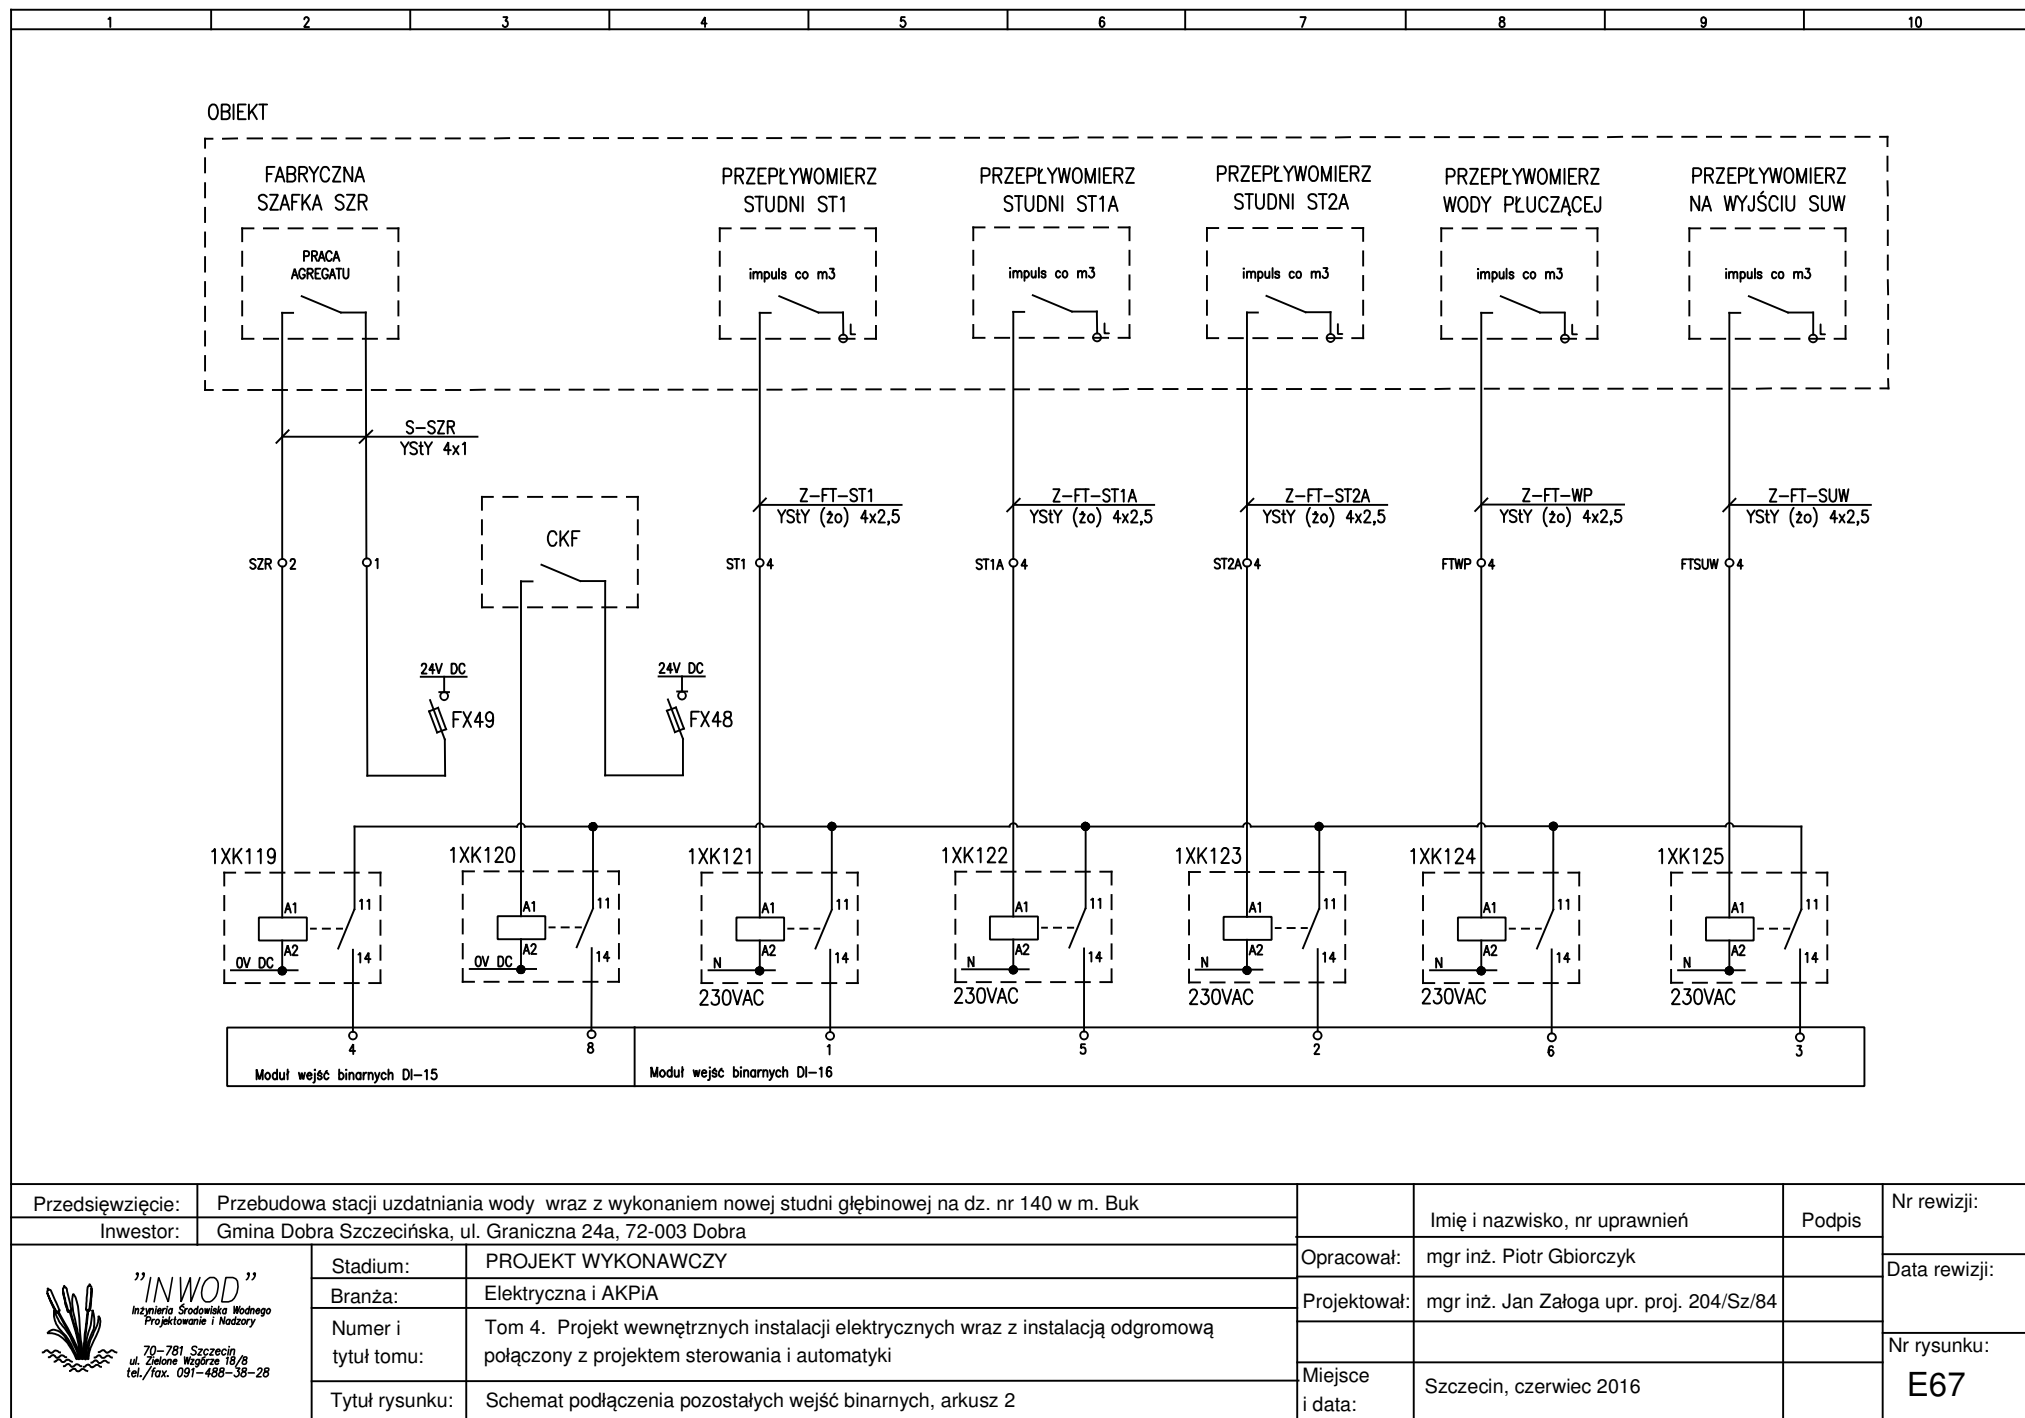 1 2 3 4 5 6 7 8 9 10
OBIEKT
FABRYCZNA
SZAFKA SZR
PRACA
AGREGATU
PRZEPŁYWOMIERZ
STUDNI ST1
impuls co m3
L
PRZEPŁYWOMIERZ
STUDNI ST1A
impuls co m3
L
PRZEPŁYWOMIERZ
STUDNI ST2A
impuls co m3
L
PRZEPŁYWOMIERZ
WODY PŁUCZĄCEJ
impuls co m3
L
PRZEPŁYWOMIERZ
NA WYJŚCIU SUW
impuls co m3
L
S-SZR
YStY 4x1
Z-FT-ST1
YStY (żo) 4x2,5
Z-FT-ST1A
YStY (żo) 4x2,5
Z-FT-ST2A
YStY (żo) 4x2,5
Z-FT-WP
YStY (żo) 4x2,5
Z-FT-SUW
YStY (żo) 4x2,5
CKF
SZR 2 1
ST1 4
ST1A 4
ST2A 4
FTWP 4
FTSUW 4
24V DC
FX49
24V DC
FX48
1XK119
A1
A2
11
14
0V DC
1XK120
A1
A2
11
14
0V DC
1XK121
A1
A2
11
14
N
230VAC
1XK122
A1
A2
11
14
N
230VAC
1XK123
A1
A2
11
14
N
230VAC
1XK124
A1
A2
11
14
N
230VAC
1XK125
A1
A2
11
14
N
230VAC
4 8 1 5 2 6 3
Moduł wejść binarnych DI-15
Moduł wejść binarnych DI-16
Przedsięwzięcie: Przebudowa stacji uzdatniania wody wraz z wykonaniem nowej studni głębinowej na dz. nr 140 w m. Buk
Inwestor: Gmina Dobra Szczecińska, ul. Graniczna 24a, 72-003 Dobra
"INWOD"
Inżynieria Środowiska Wodnego
Projektowanie i Nadzory
70-781 Szczecin
ul. Zielone Wzgórze 18/8
tel./fax. 091-488-38-28
Stadium: PROJEKT WYKONAWCZY
Branża: Elektryczna i AKPiA
Numer i
tytuł tomu:
Tom 4. Projekt wewnętrznych instalacji elektrycznych wraz z instalacją odgromową
połączony z projektem sterowania i automatyki
Tytuł rysunku: Schemat podłączenia pozostałych wejść binarnych, arkusz 2
Imię i nazwisko, nr uprawnień
Podpis
Opracował: mgr inż. Piotr Gbiorczyk
Projektował: mgr inż. Jan Załoga upr. proj. 204/Sz/84
Miejsce
i data:
Szczecin, czerwiec 2016
Nr rewizji:
Data rewizji:
Nr rysunku:
E67